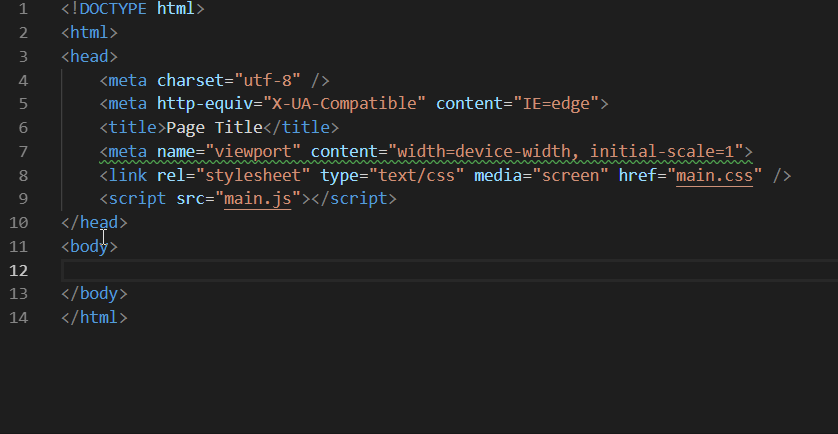 1 <!DOCTYPE html>
2 <html>
3 <head>
4     <meta charset="utf-8" />
5     <meta http-equiv="X-UA-Compatible" content="IE=edge">
6     <title>Page Title</title>
7     <meta name="viewport" content="width=device-width, initial-scale=1">
8     <link rel="stylesheet" type="text/css" media="screen" href="main.css" />
9     <script src="main.js"></script>
10 </head>
11 <body>
12
13 </body>
14 </html>